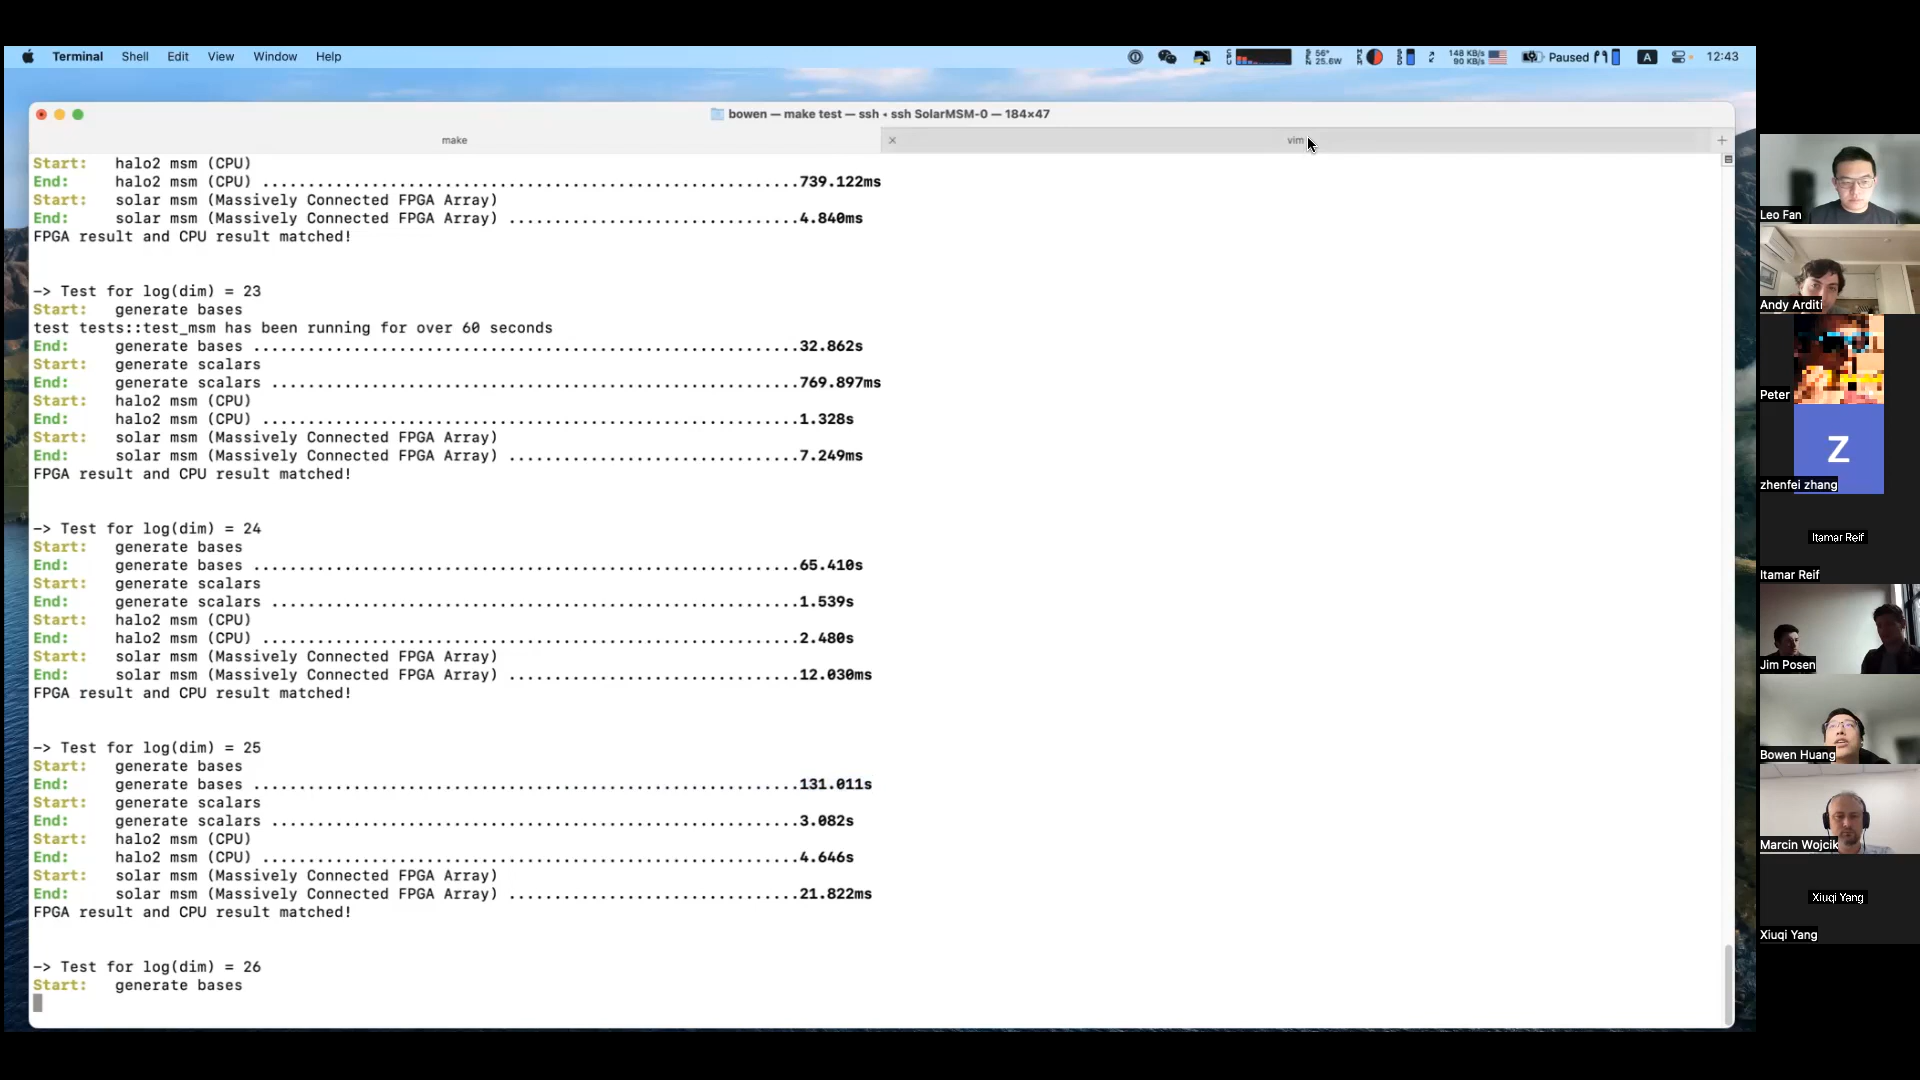 Terminal Shell Edit View Window Help
56° 25.6W 148 KB/s 90 KB/s Paused A 12:43
bowen — make test — ssh • ssh SolarMSM-0 — 184×47
make
vim
Start: halo2 msm (CPU)
End: halo2 msm (CPU) ...........................................................739.122ms
Start: solar msm (Massively Connected FPGA Array)
End: solar msm (Massively Connected FPGA Array) ................................4.840ms
FPGA result and CPU result matched!
-> Test for log(dim) = 23
Start: generate bases
test tests::test_msm has been running for over 60 seconds
End: generate bases ............................................................32.862s
Start: generate scalars
End: generate scalars ..........................................................769.897ms
Start: halo2 msm (CPU)
End: halo2 msm (CPU) ...........................................................1.328s
Start: solar msm (Massively Connected FPGA Array)
End: solar msm (Massively Connected FPGA Array) ................................7.249ms
FPGA result and CPU result matched!
-> Test for log(dim) = 24
Start: generate bases
End: generate bases ............................................................65.410s
Start: generate scalars
End: generate scalars ..........................................................1.539s
Start: halo2 msm (CPU)
End: halo2 msm (CPU) ...........................................................2.480s
Start: solar msm (Massively Connected FPGA Array)
End: solar msm (Massively Connected FPGA Array) ................................12.030ms
FPGA result and CPU result matched!
-> Test for log(dim) = 25
Start: generate bases
End: generate bases ............................................................131.011s
Start: generate scalars
End: generate scalars ..........................................................3.082s
Start: halo2 msm (CPU)
End: halo2 msm (CPU) ...........................................................4.646s
Start: solar msm (Massively Connected FPGA Array)
End: solar msm (Massively Connected FPGA Array) ................................21.822ms
FPGA result and CPU result matched!
-> Test for log(dim) = 26
Start: generate bases
Leo Fan
Andy Arditi
Peter
Z
zhenfei zhang
Itamar Reif
Itamar Reif
Jim Posen
Bowen Huang
Marcin Wojcik
Xiuqi Yang
Xiuqi Yang